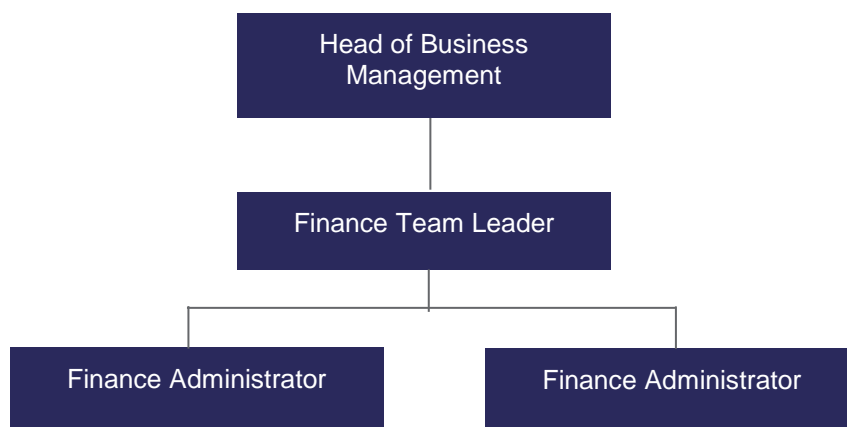 Head of Business
Management
Finance Team Leader
Finance Administrator
Finance Administrator